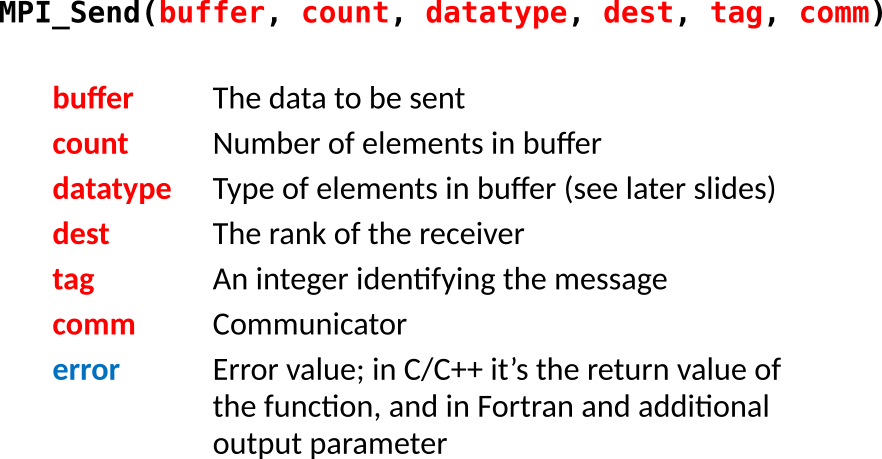 MPI_Send(buffer, count, datatype, dest, tag, comm)
buffer The data to be sent
count Number of elements in buffer
datatype Type of elements in buffer (see later slides)
dest The rank of the receiver
tag An integer identifying the message
comm Communicator
error Error value; in C/C++ it’s the return value of
the function, and in Fortran and additional
output parameter